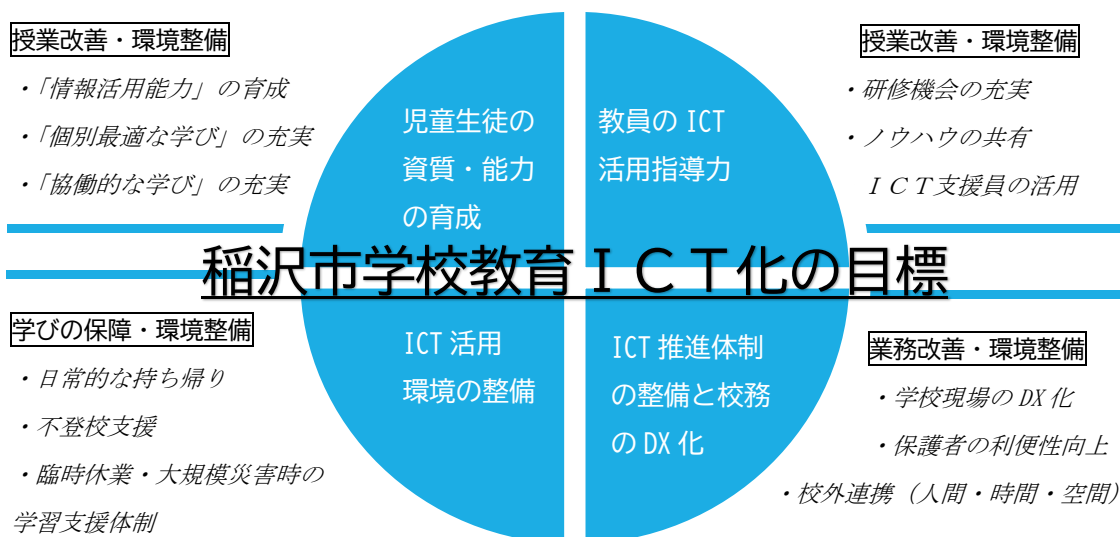 授業改善・環境整備
・「情報活用能力」の育成
・「個別最適な学び」の充実
・「協働的な学び」の充実
児童生徒の
資質・能力
の育成
教員の ICT
活用指導力
授業改善・環境整備
・研修機会の充実
・ノウハウの共有
ＩＣＴ支援員の活用
稲沢市学校教育ＩＣＴ化の目標
学びの保障・環境整備
・日常的な持ち帰り
・不登校支援
・臨時休業・大規模災害時の
学習支援体制
ICT 活用
環境の整備
ICT 推進体制
の整備と校務
の DX 化
業務改善・環境整備
・学校現場の DX 化
・保護者の利便性向上
・校外連携（人間・時間・空間）